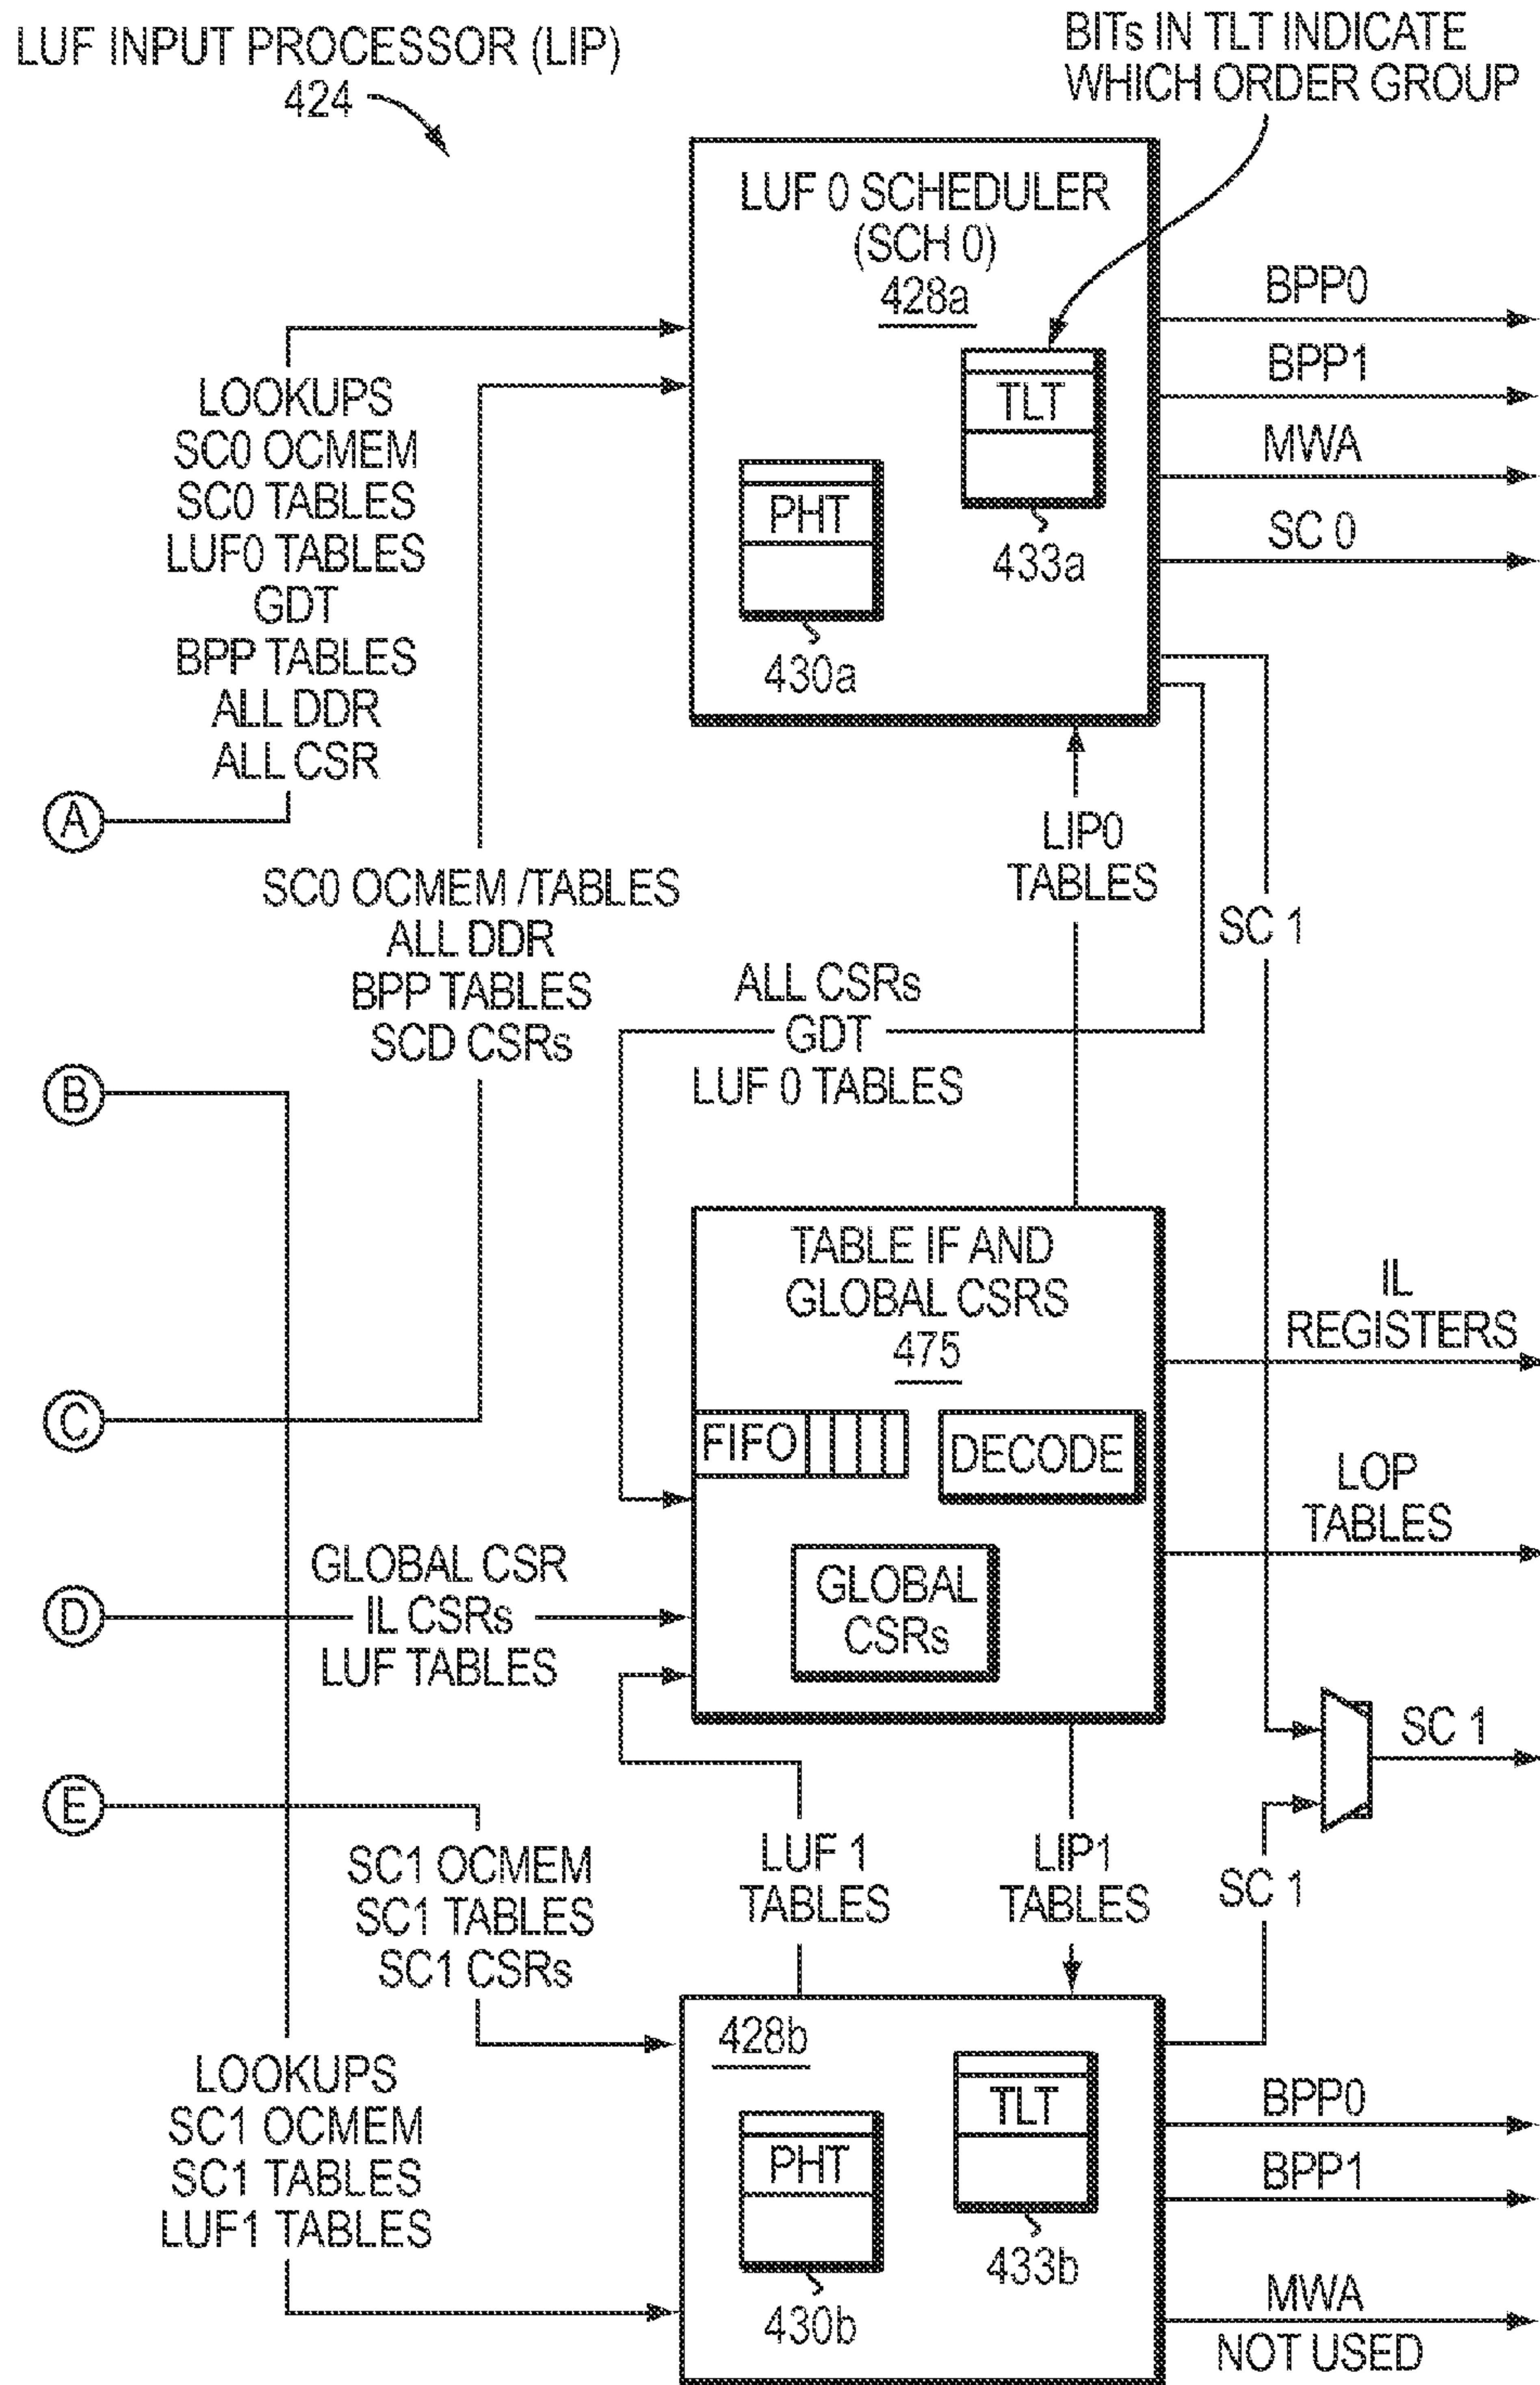 LUF INPUT PROCESSOR (LIP)
424
BITs IN TLT INDICATE
WHICH ORDER GROUP
LUF 0 SCHEDULER
(SCH 0)
428a
TLT
433a
PHT
430a
BPP0
BPP1
MWA
SC 0
LOOKUPS
SC0 OCMEM
SC0 TABLES
LUF0 TABLES
GDT
BPP TABLES
ALL DDR
ALL CSR
A
SC0 OCMEM /TABLES
ALL DDR
BPP TABLES
SCD CSRs
LIP0
TABLES
SC 1
ALL CSRs
GDT
LUF 0 TABLES
B
TABLE IF AND
GLOBAL CSRS
475
FIFO
DECODE
GLOBAL
CSRs
IL
REGISTERS
LOP
TABLES
C
D
GLOBAL CSR
IL CSRs
LUF TABLES
SC 1
E
SC1 OCMEM
SC1 TABLES
SC1 CSRs
LUF 1
TABLES
LIP1
TABLES
SC 1
LOOKUPS
SC1 OCMEM
SC1 TABLES
LUF1 TABLES
428b
TLT
433b
PHT
430b
BPP0
BPP1
MWA
NOT USED